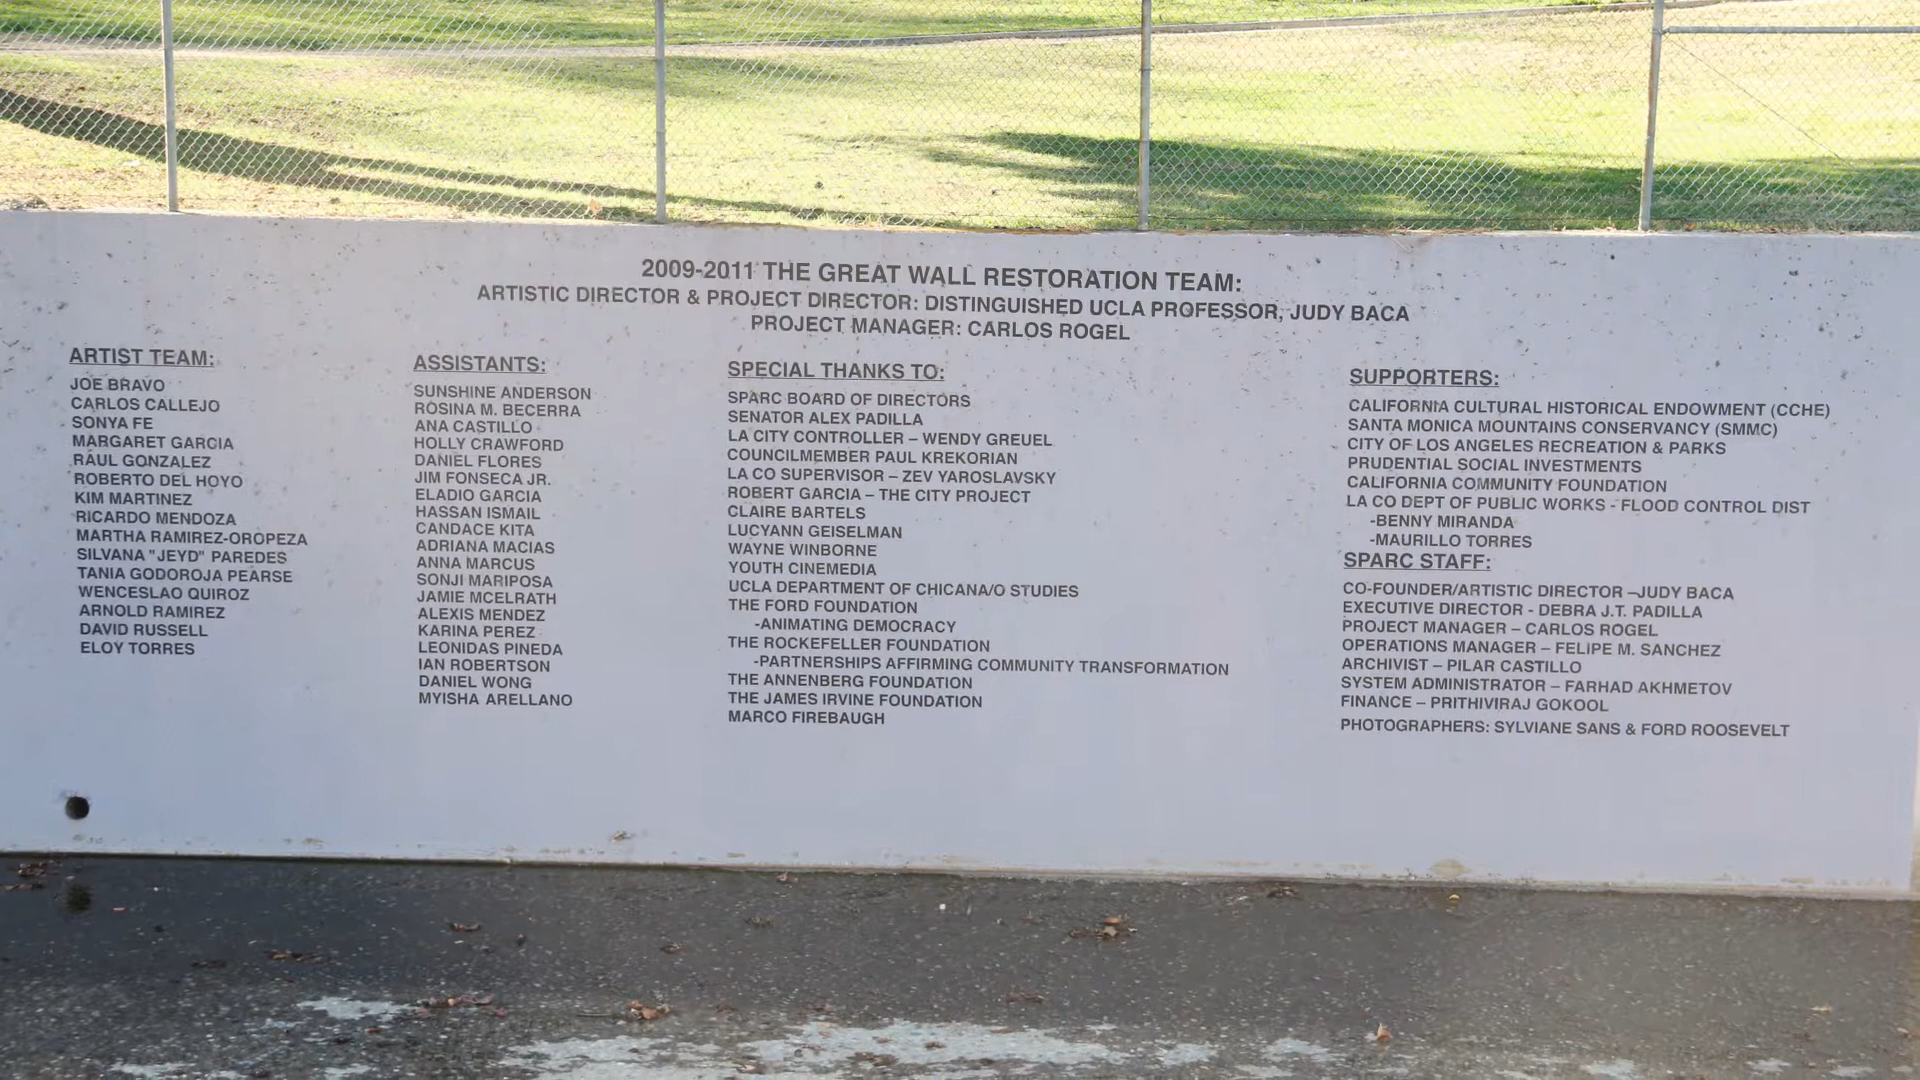 2009-2011 THE GREAT WALL RESTORATION TEAM:
ARTISTIC DIRECTOR & PROJECT DIRECTOR: DISTINGUISHED UCLA PROFESSOR, JUDY BACA
PROJECT MANAGER: CARLOS ROGEL
ARTIST TEAM:
JOE BRAVO
CARLOS CALLEJO
SONYA FE
MARGARET GARCIA
RAUL GONZALEZ
ROBERTO DEL HOYO
KIM MARTINEZ
RICARDO MENDOZA
MARTHA RAMIREZ-OROPEZA
SILVANA "JEYD" PAREDES
TANIA GODOROJA PEARSE
WENCESLAO QUIROZ
ARNOLD RAMIREZ
DAVID RUSSELL
ELOY TORRES
ASSISTANTS:
SUNSHINE ANDERSON
ROSINA M. BECERRA
ANA CASTILLO
HOLLY CRAWFORD
DANIEL FLORES
JIM FONSECA JR.
ELADIO GARCIA
HASSAN ISMAIL
CANDACE KITA
ADRIANA MACIAS
ANNA MARCUS
SONJI MARIPOSA
JAMIE MCELRATH
ALEXIS MENDEZ
KARINA PEREZ
LEONIDAS PINEDA
IAN ROBERTSON
DANIEL WONG
MYISHA ARELLANO
SPECIAL THANKS TO:
SPARC BOARD OF DIRECTORS
SENATOR ALEX PADILLA
LA CITY CONTROLLER – WENDY GREUEL
COUNCILMEMBER PAUL KREKORIAN
LA CO SUPERVISOR – ZEV YAROSLAVSKY
ROBERT GARCIA – THE CITY PROJECT
CLAIRE BARTELS
LUCYANN GEISELMAN
WAYNE WINBORNE
YOUTH CINEMEDIA
UCLA DEPARTMENT OF CHICANA/O STUDIES
THE FORD FOUNDATION
-ANIMATING DEMOCRACY
THE ROCKEFELLER FOUNDATION
-PARTNERSHIPS AFFIRMING COMMUNITY TRANSFORMATION
THE ANNENBERG FOUNDATION
THE JAMES IRVINE FOUNDATION
MARCO FIREBAUGH
SUPPORTERS:
CALIFORNIA CULTURAL HISTORICAL ENDOWMENT (CCHE)
SANTA MONICA MOUNTAINS CONSERVANCY (SMMC)
CITY OF LOS ANGELES RECREATION & PARKS
PRUDENTIAL SOCIAL INVESTMENTS
CALIFORNIA COMMUNITY FOUNDATION
LA CO DEPT OF PUBLIC WORKS - FLOOD CONTROL DIST
-BENNY MIRANDA
-MAURILLO TORRES
SPARC STAFF:
CO-FOUNDER/ARTISTIC DIRECTOR –JUDY BACA
EXECUTIVE DIRECTOR - DEBRA J.T. PADILLA
PROJECT MANAGER – CARLOS ROGEL
OPERATIONS MANAGER – FELIPE M. SANCHEZ
ARCHIVIST – PILAR CASTILLO
SYSTEM ADMINISTRATOR – FARHAD AKHMETOV
FINANCE – PRITHIVIRAJ GOKOOL
PHOTOGRAPHERS: SYLVIANE SANS & FORD ROOSEVELT